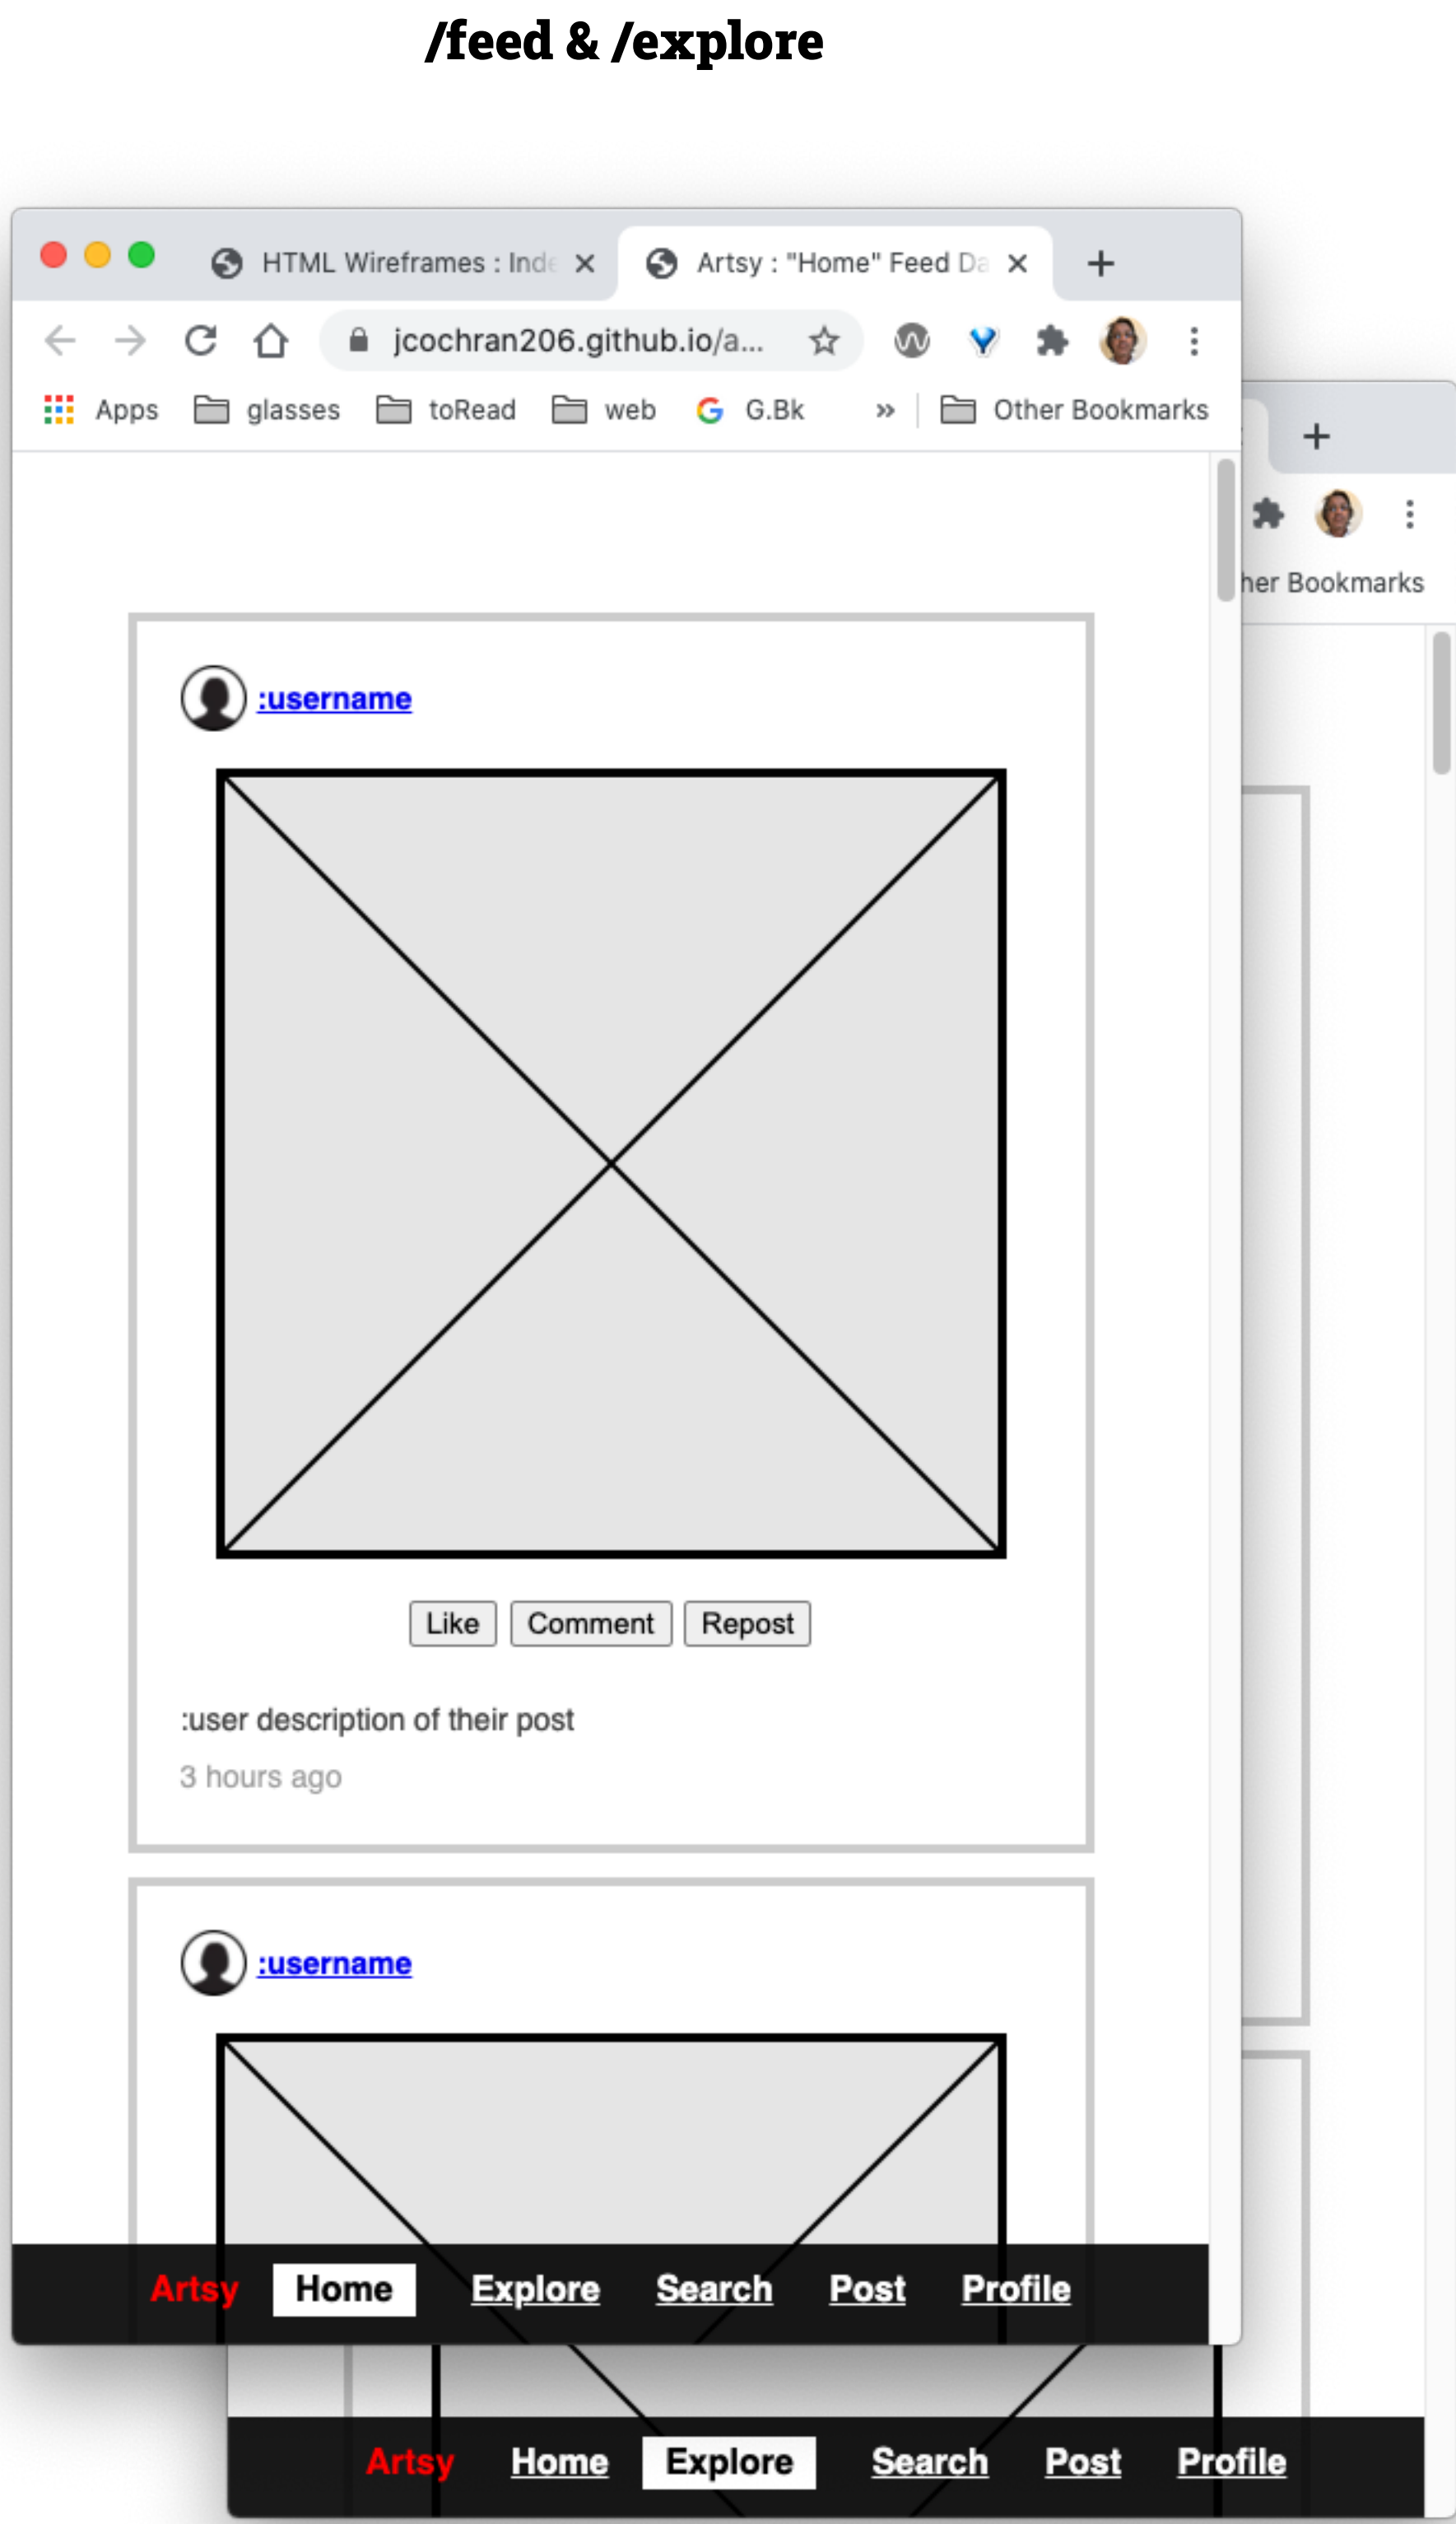 /feed & /explore
HTML Wireframes : Inde
Artsy : "Home" Feed Da
jcochran206.github.io/a...
Apps glasses toRead web G.Bk » Other Bookmarks
her Bookmarks
:username
Like Comment Repost
:user description of their post
3 hours ago
:username
Artsy Home Explore Search Post Profile
Artsy Home Explore Search Post Profile